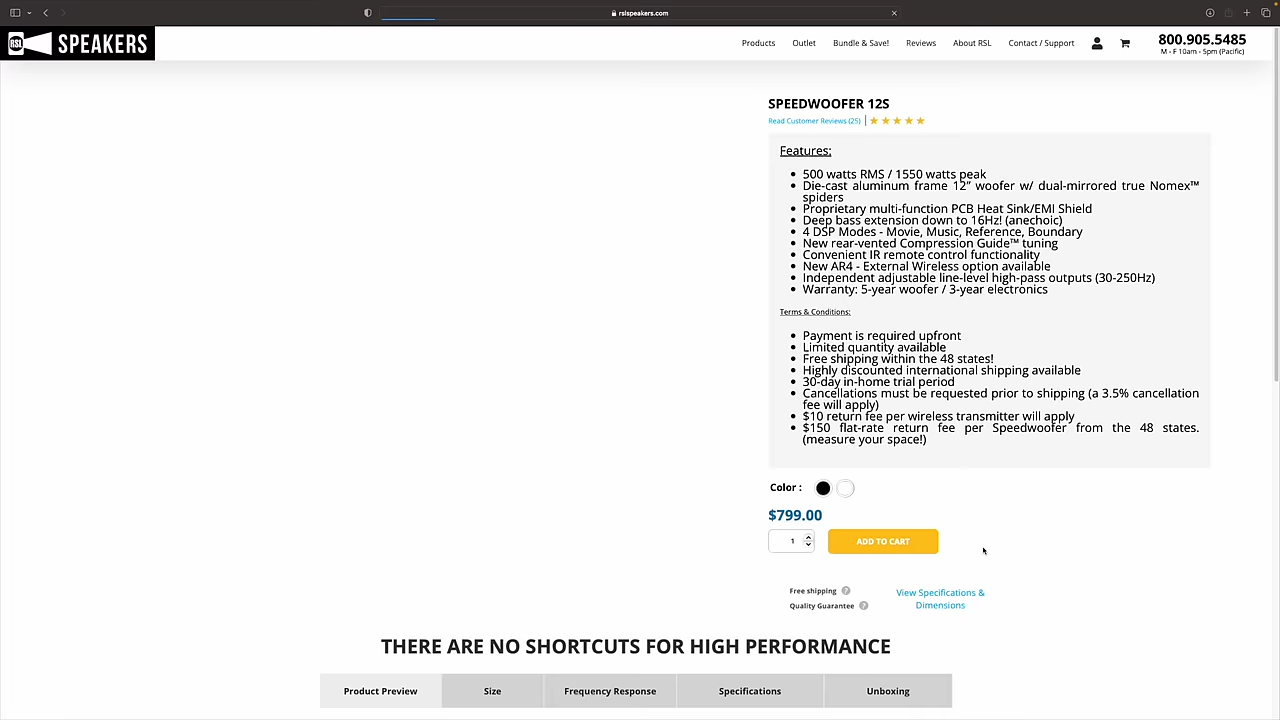 rslspeakers.com
RSL SPEAKERS
Products
Outlet
Bundle & Save!
Reviews
About RSL
Contact / Support
800.905.5485
M - F 10am - 5pm (Pacific)
SPEEDWOOFER 12S
Read Customer Reviews (25)
Features:
500 watts RMS / 1550 watts peak
Die-cast aluminum frame 12” woofer w/ dual-mirrored true Nomex™
spiders
Proprietary multi-function PCB Heat Sink/EMI Shield
Deep bass extension down to 16Hz! (anechoic)
4 DSP Modes - Movie, Music, Reference, Boundary
New rear-vented Compression Guide™ tuning
Convenient IR remote control functionality
New AR4 - External Wireless option available
Independent adjustable line-level high-pass outputs (30-250Hz)
Warranty: 5-year woofer / 3-year electronics
Terms & Conditions:
Payment is required upfront
Limited quantity available
Free shipping within the 48 states!
Highly discounted international shipping available
30-day in-home trial period
Cancellations must be requested prior to shipping (a 3.5% cancellation
fee will apply)
$10 return fee per wireless transmitter will apply
$150 flat-rate return fee per Speedwoofer from the 48 states.
(measure your space!)
Color :
$799.00
1
ADD TO CART
Free shipping ?
Quality Guarantee ?
View Specifications &
Dimensions
THERE ARE NO SHORTCUTS FOR HIGH PERFORMANCE
Product Preview
Size
Frequency Response
Specifications
Unboxing